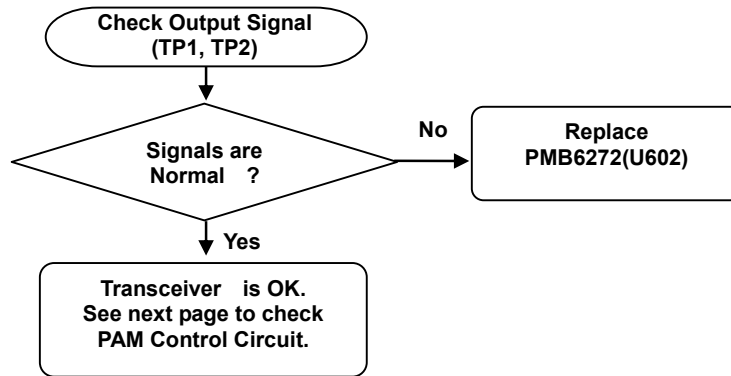 Check Output Signal
(TP1, TP2)
Signals are
Normal ?
No
Replace
PMB6272(U602)
Yes
Transceiver is OK.
See next page to check
PAM Control Circuit.